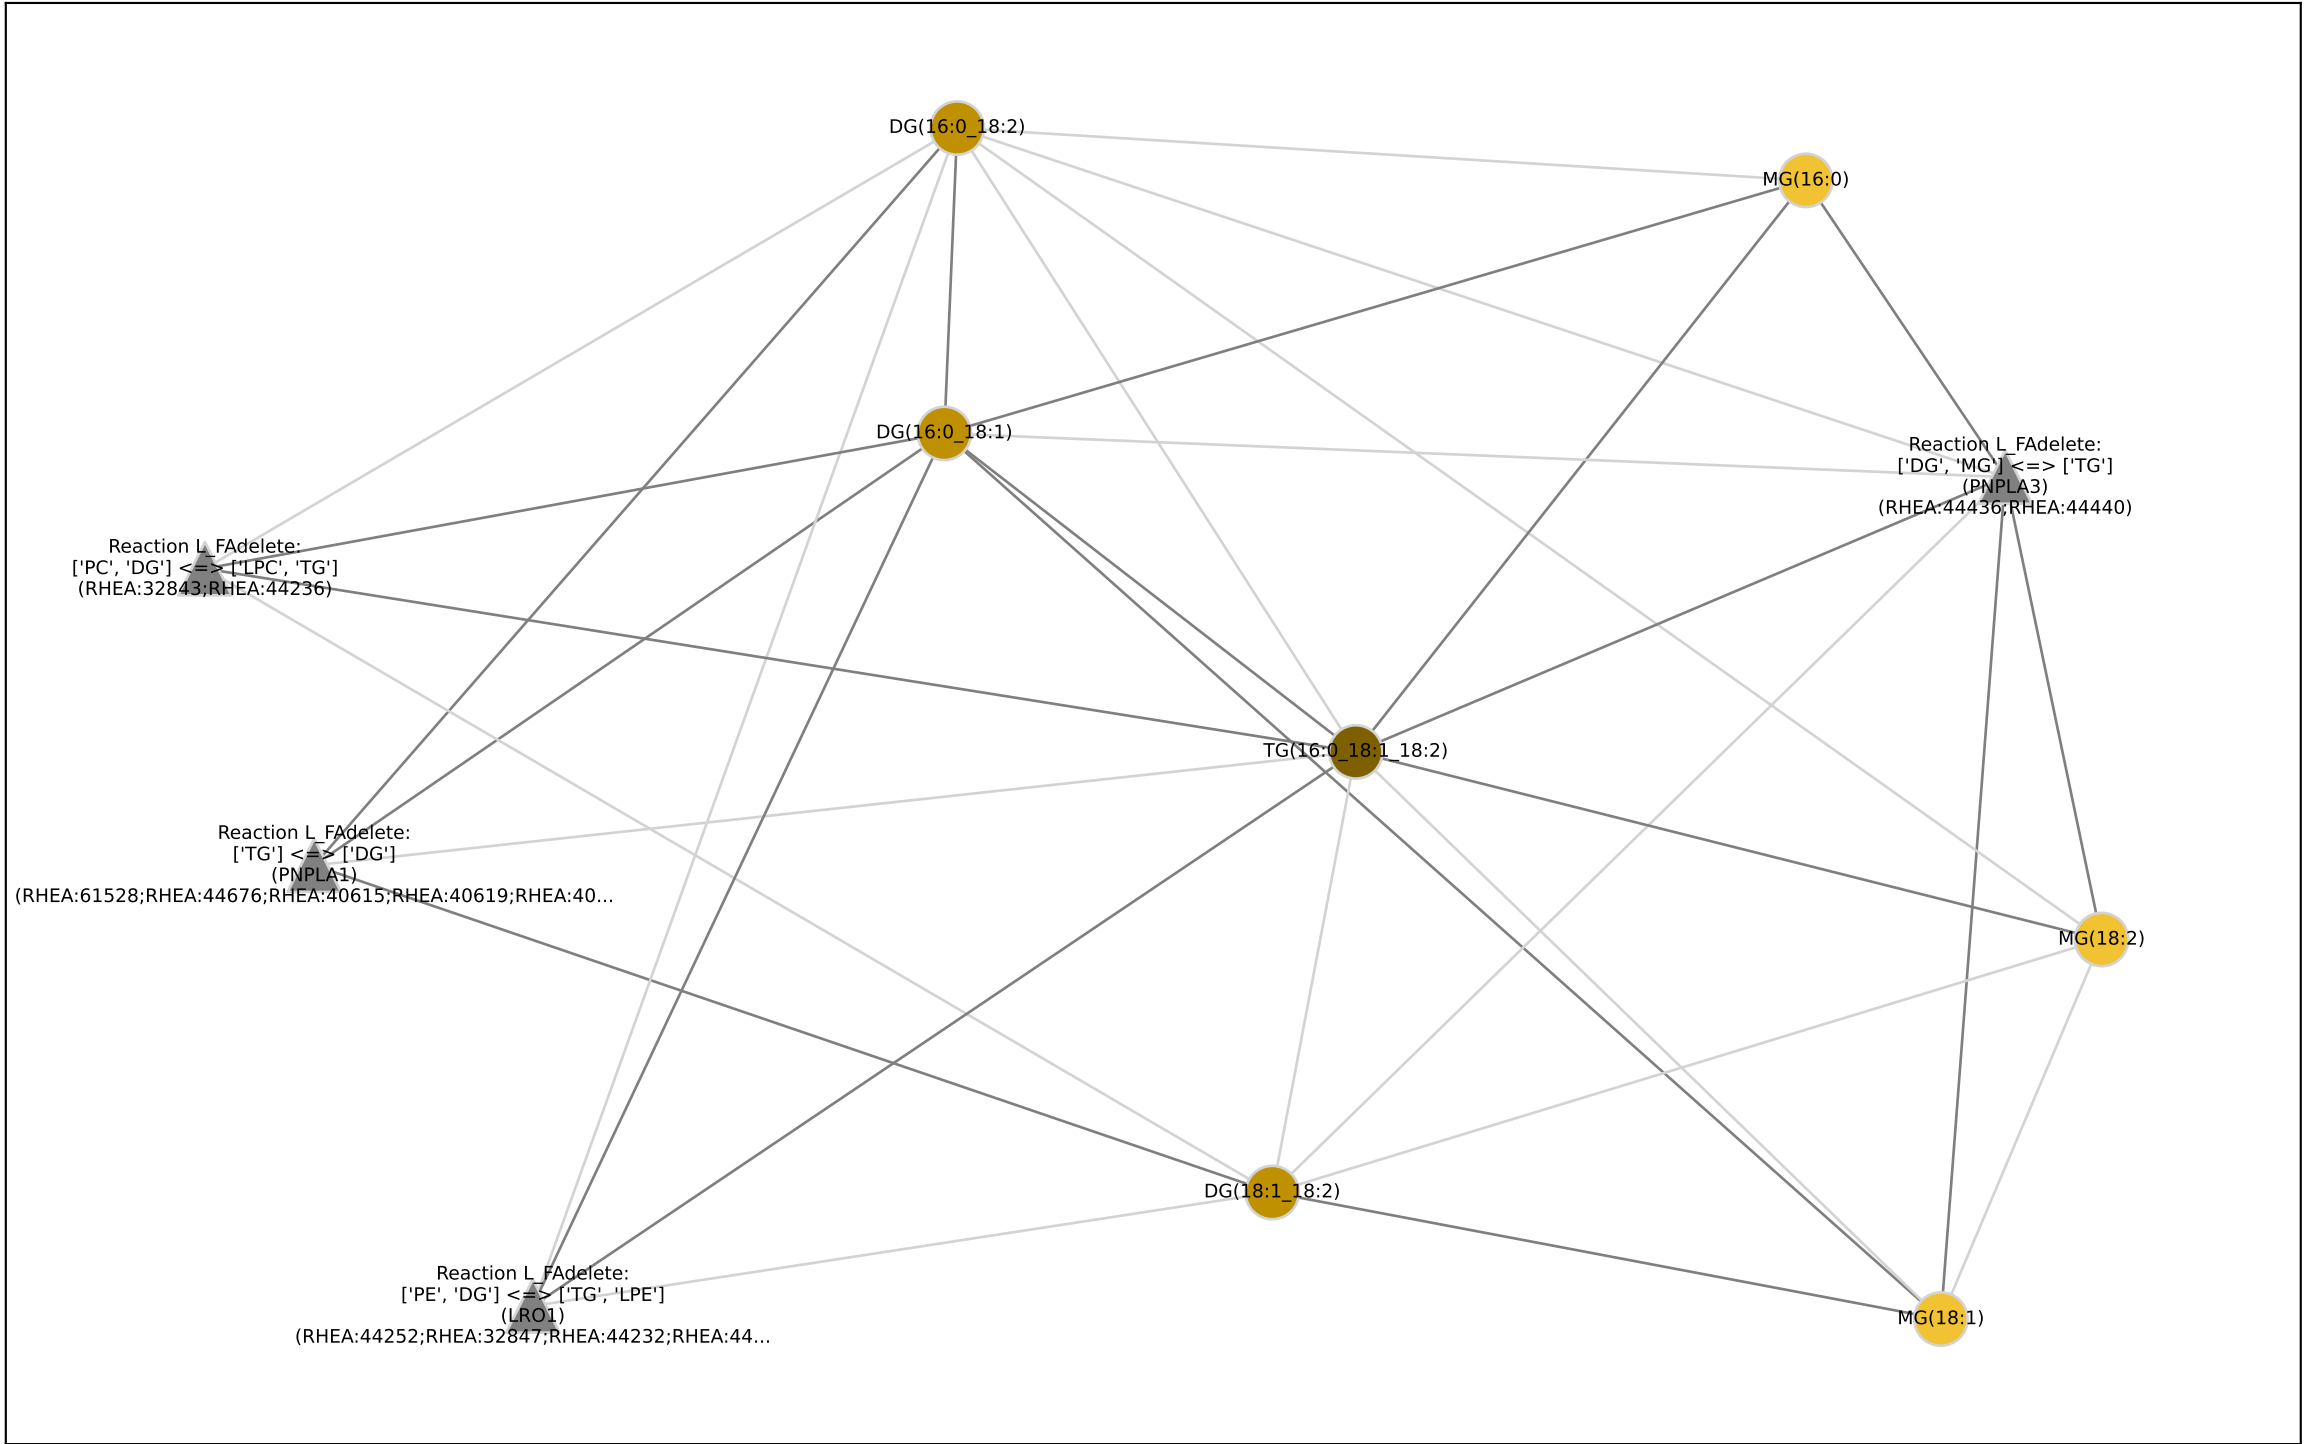 DG(16:0_18:2)
MG(16:0)
DG(16:0_18:1)
Reaction L_FAdelete:
['DG', 'MG'] <=> ['TG']
(PNPLA3)
(RHEA:44436;RHEA:44440)
Reaction L_FAdelete:
['PC', 'DG'] <=> ['LPC', 'TG']
(RHEA:32843;RHEA:44236)
TG(16:0_18:1_18:2)
Reaction L_FAdelete:
['TG'] <=> ['DG']
(PNPLA1)
(RHEA:61528;RHEA:44676;RHEA:40615;RHEA:40619;RHEA:40...
MG(18:2)
DG(18:1_18:2)
Reaction L_FAdelete:
['PE', 'DG'] <=> ['TG', 'LPE']
(LRO1)
(RHEA:44252;RHEA:32847;RHEA:44232;RHEA:44...
MG(18:1)